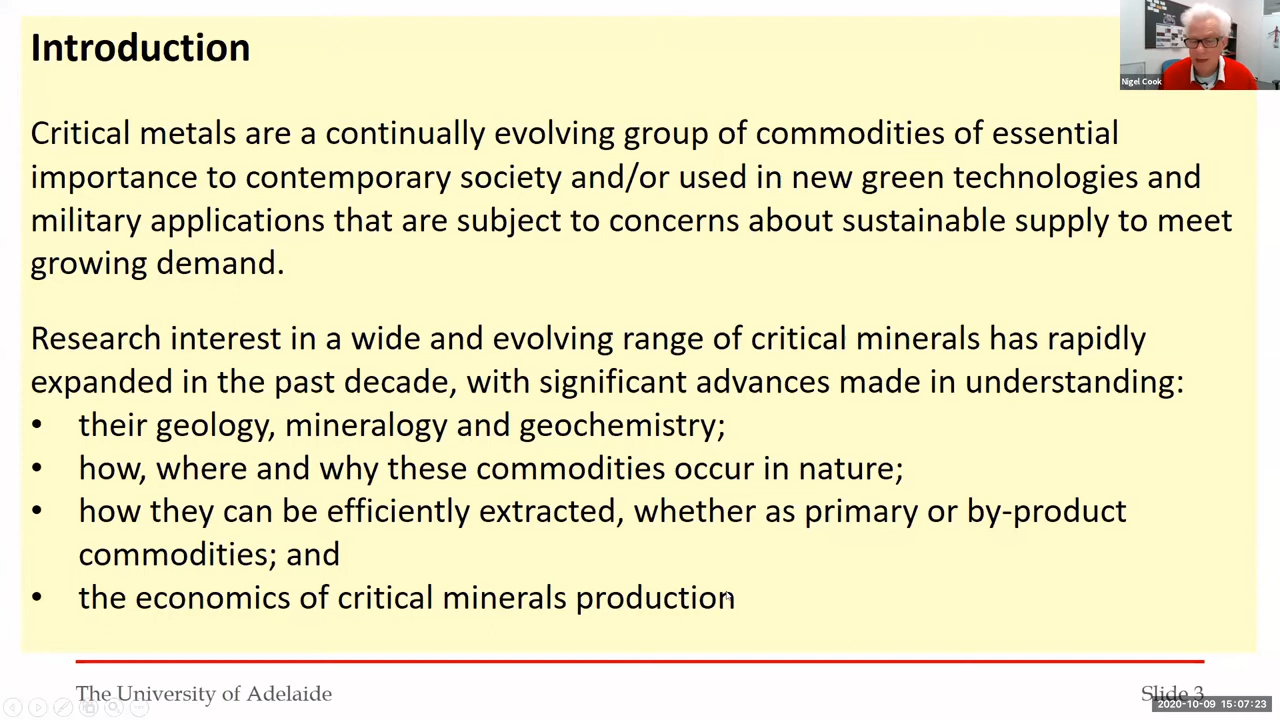 Introduction
Nigel Cook
Critical metals are a continually evolving group of commodities of essential
importance to contemporary society and/or used in new green technologies and
military applications that are subject to concerns about sustainable supply to meet
growing demand.
Research interest in a wide and evolving range of critical minerals has rapidly
expanded in the past decade, with significant advances made in understanding:
• their geology, mineralogy and geochemistry;
• how, where and why these commodities occur in nature;
• how they can be efficiently extracted, whether as primary or by-product
commodities; and
• the economics of critical minerals production
The University of Adelaide
Slide 3
2020-10-09 15:07:23